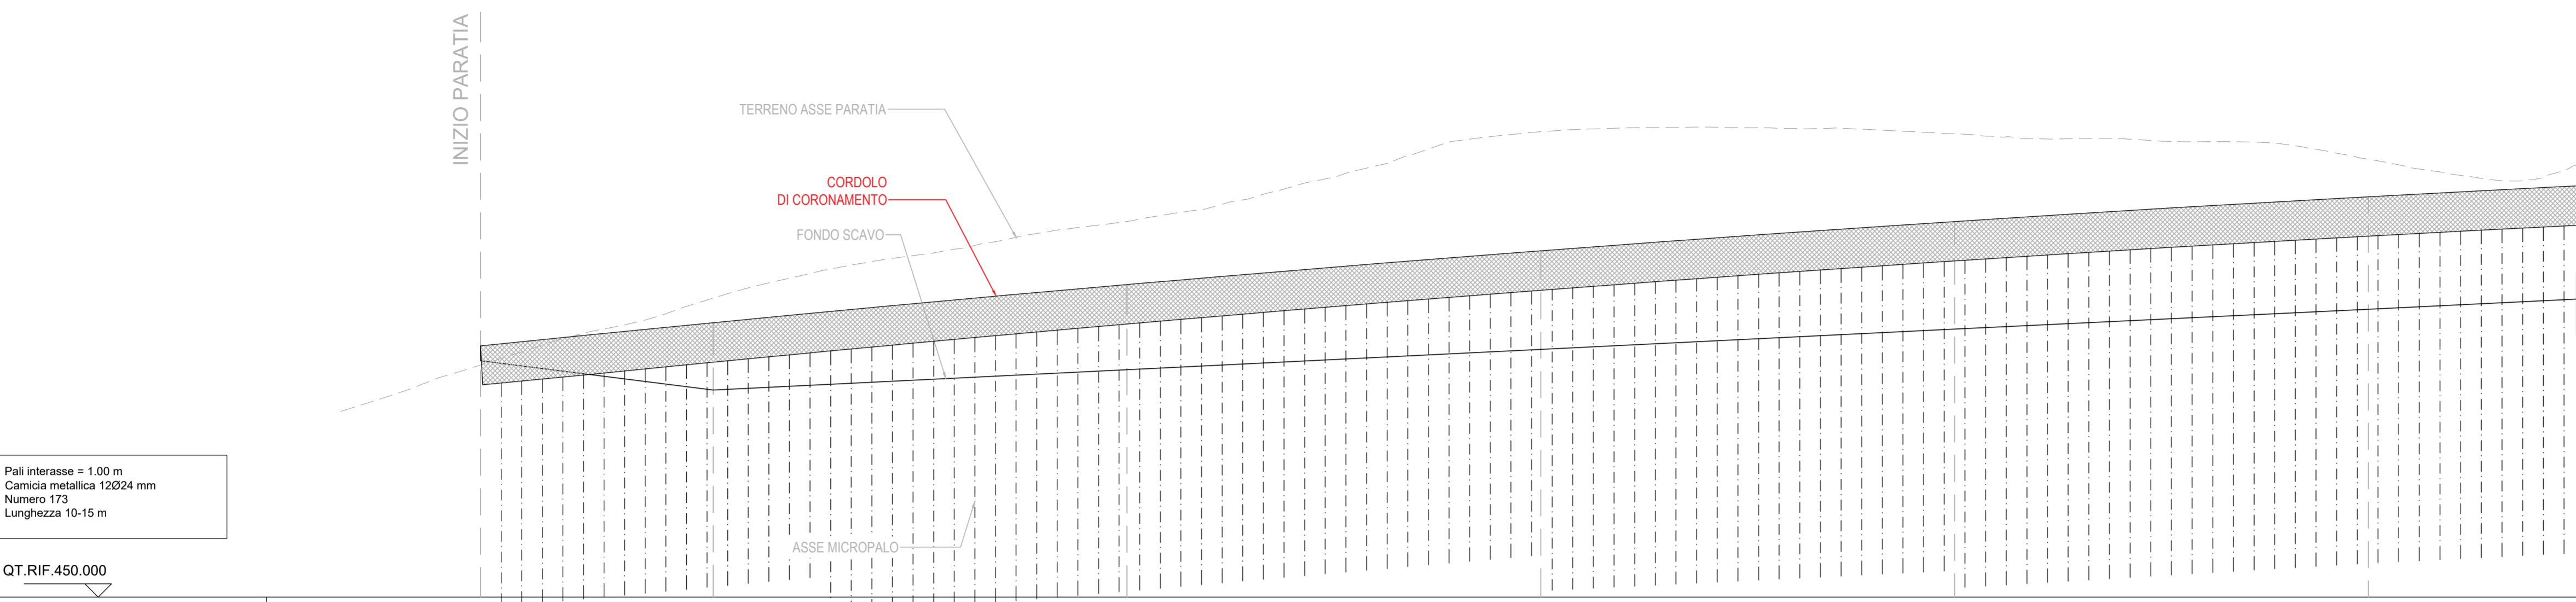 INIZIO PARATIA
TERRENO ASSE PARATIA
CORDOLO
DI CORONAMENTO
FONDO SCAVO
Pali interasse = 1.00 m
Camicia metallica 12Ø24 mm
Numero 173
Lunghezza 10-15 m
ASSE MICROPALO
QT.RIF.450.000